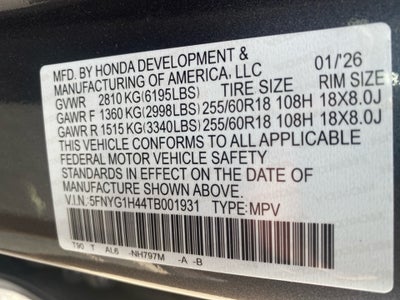 MFD. BY HONDA DEVELOPMENT &
MANUFACTURING OF AMERICA, LLC 01/'26
GVWR 2810 KG(6195LBS) TIRE SIZE RIM SIZE
GAWR F 1360 KG(2998LBS) 255/60R18 108H 18X8.0J
GAWR R 1515 KG(3340LBS) 255/60R18 108H 18X8.0J
THIS VEHICLE CONFORMS TO ALL APPLICABLE
FEDERAL MOTOR VEHICLE SAFETY
STANDARDS IN EFFECT ON THE DATE OF
MANUFACTURE SHOWN ABOVE.
V.I.N.: 5FNYG1H44TB001931 TYPE: MPV
T90 T AL6 -NH797M -A -B